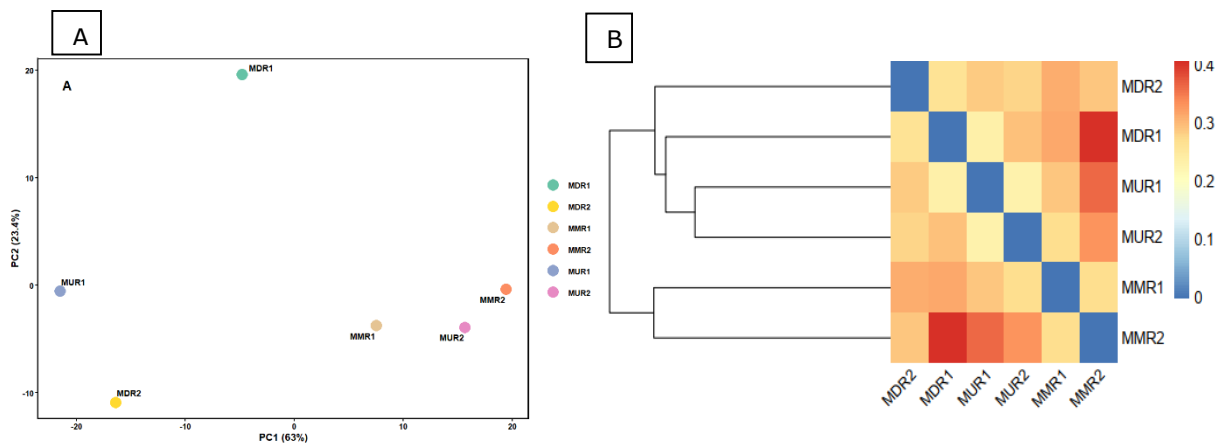 A
A
MDR1
MUR1
MMR2
MMR1
MUR2
MDR2
20
10
0
-10
PC2 (23.4%)
-20
-10
0
10
20
PC1 (63%)
MDR1
MDR2
MMR1
MMR2
MUR1
MUR2
B
MDR2
MDR1
MUR1
MUR2
MMR1
MMR2
MDR2
MDR1
MUR1
MUR2
MMR1
MMR2
0.4
0.3
0.2
0.1
0